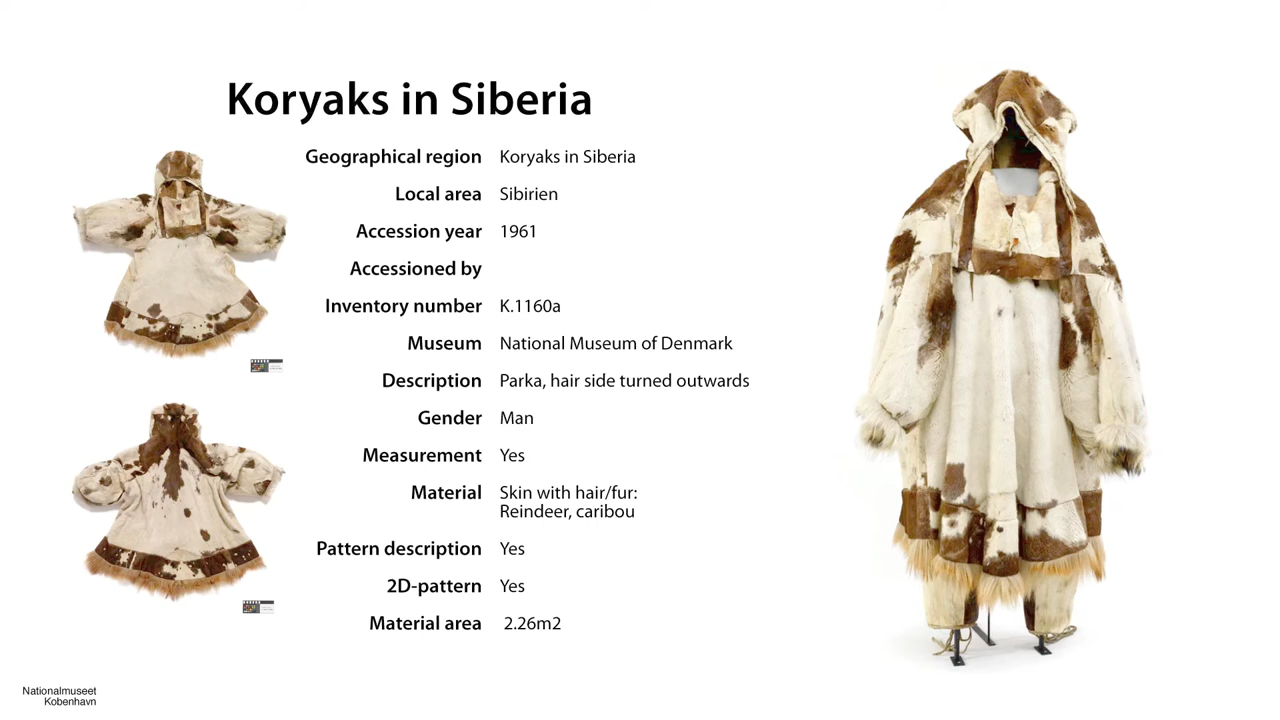 Koryaks in Siberia
Geographical region Koryaks in Siberia
Local area Sibirien
Accession year 1961
Accessioned by
Inventory number K.1160a
Museum National Museum of Denmark
Description Parka, hair side turned outwards
Gender Man
Measurement Yes
Material Skin with hair/fur:
Reindeer, caribou
Pattern description Yes
2D-pattern Yes
Material area 2.26m2
Nationalmuseet
Kobenhavn